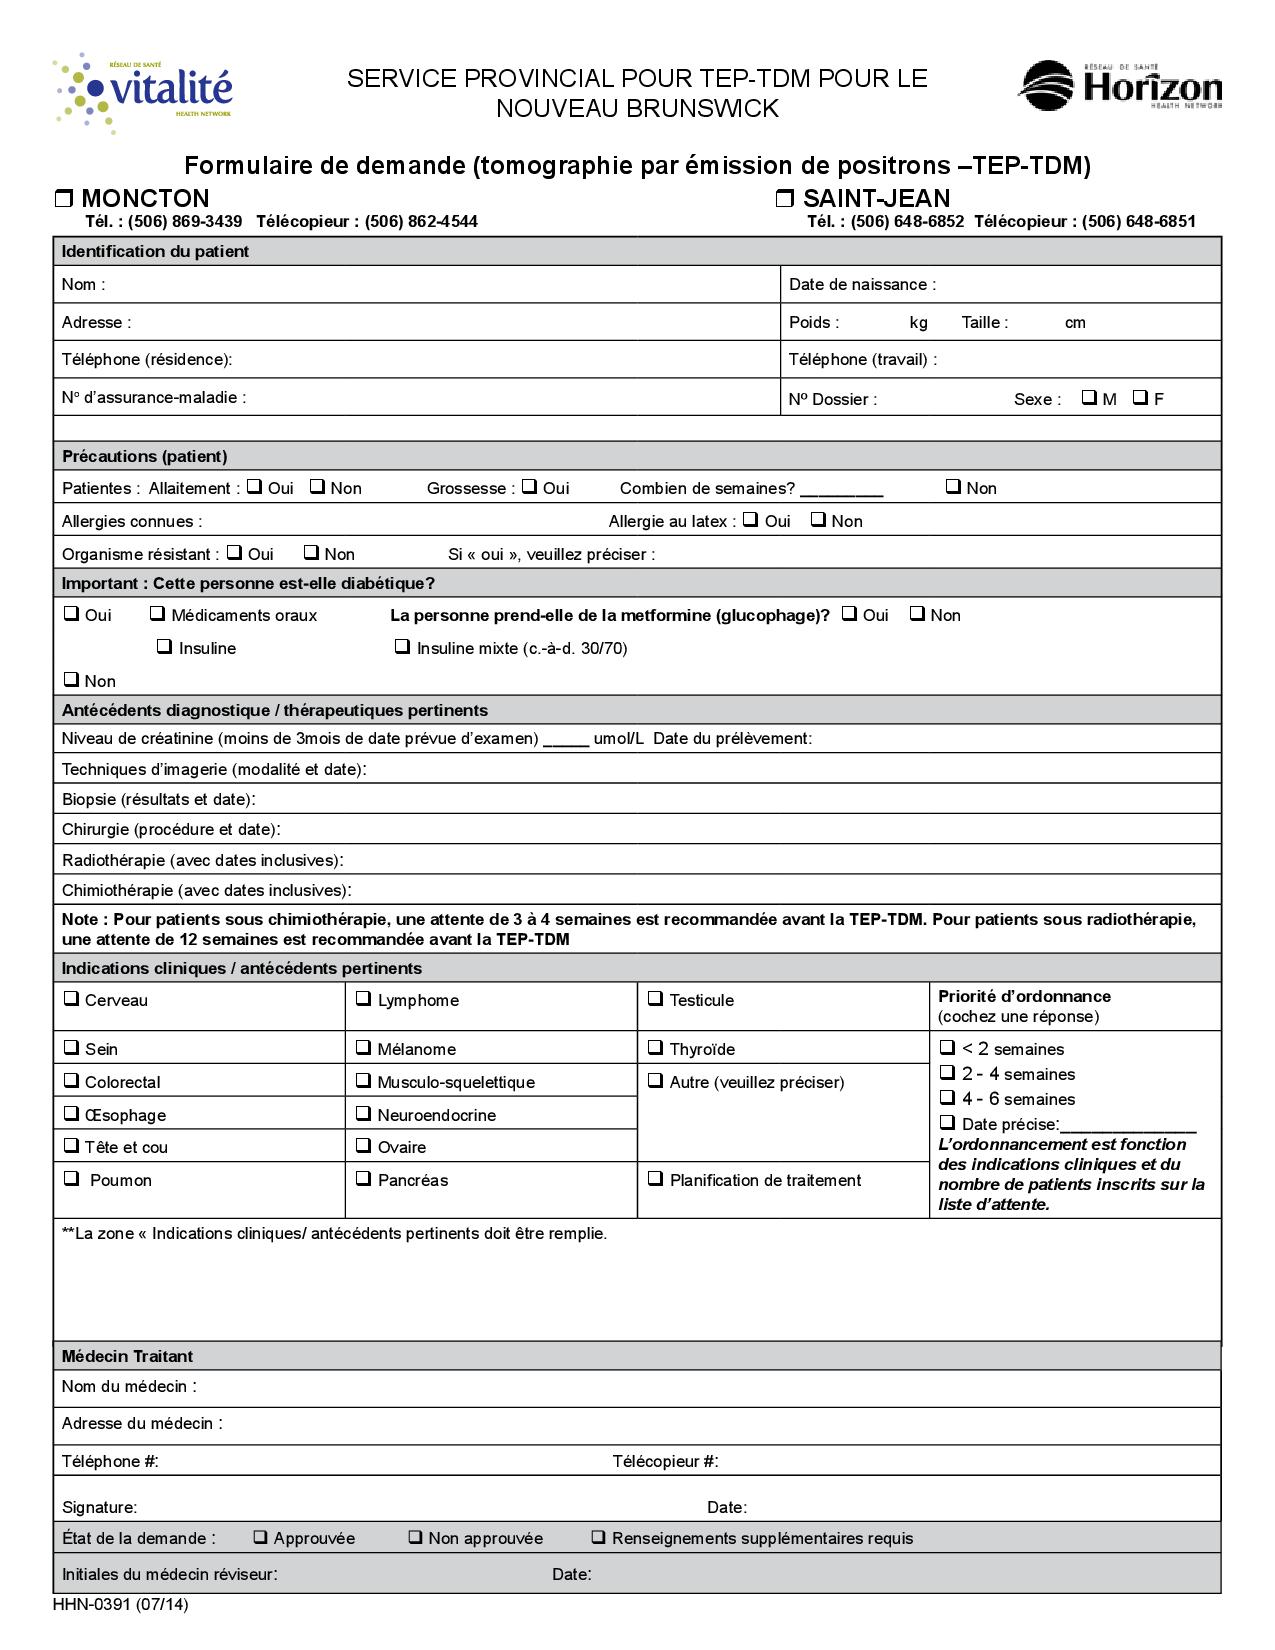 RÉSEAU DE SANTÉ
vitalité
HEALTH NETWORK
SERVICE PROVINCIAL POUR TEP-TDM POUR LE
NOUVEAU BRUNSWICK
RÉSEAU DE SANTÉ
Horizon
HEALTH NETWORK
Formulaire de demande (tomographie par émission de positrons –TEP-TDM)
❒ MONCTON ❒ SAINT-JEAN
Tél. : (506) 869-3439 Télécopieur : (506) 862-4544 Tél. : (506) 648-6852 Télécopieur : (506) 648-6851
Identification du patient
Nom : Date de naissance :
Adresse : Poids : kg Taille : cm
Téléphone (résidence): Téléphone (travail) :
N° d’assurance-maladie : Nº Dossier : Sexe : ❑ M ❑ F
Précautions (patient)
Patientes : Allaitement : ❑ Oui ❑ Non Grossesse : ❑ Oui Combien de semaines? _________ ❑ Non
Allergies connues : Allergie au latex : ❑ Oui ❑ Non
Organisme résistant : ❑ Oui ❑ Non Si « oui », veuillez préciser :
Important : Cette personne est-elle diabétique?
❑ Oui ❑ Médicaments oraux La personne prend-elle de la metformine (glucophage)? ❑ Oui ❑ Non
❑ Insuline ❑ Insuline mixte (c.-à-d. 30/70)
❑ Non
Antécédents diagnostique / thérapeutiques pertinents
Niveau de créatinine (moins de 3mois de date prévue d’examen) _____ umol/L Date du prélèvement:
Techniques d’imagerie (modalité et date):
Biopsie (résultats et date):
Chirurgie (procédure et date):
Radiothérapie (avec dates inclusives):
Chimiothérapie (avec dates inclusives):
Note : Pour patients sous chimiothérapie, une attente de 3 à 4 semaines est recommandée avant la TEP-TDM. Pour patients sous radiothérapie,
une attente de 12 semaines est recommandée avant la TEP-TDM
Indications cliniques / antécédents pertinents
❑ Cerveau ❑ Lymphome ❑ Testicule Priorité d’ordonnance
(cochez une réponse)
❑ Sein ❑ Mélanome ❑ Thyroïde ❑ < 2 semaines
❑ Colorectal ❑ Musculo-squelettique ❑ Autre (veuillez préciser) ❑ 2 - 4 semaines
❑ Œsophage ❑ Neuroendocrine ❑ 4 - 6 semaines
❑ Date précise:_____________
❑ Tête et cou ❑ Ovaire L’ordonnancement est fonction
des indications cliniques et du
❑ Poumon ❑ Pancréas ❑ Planification de traitement nombre de patients inscrits sur la
liste d’attente.
**La zone « Indications cliniques/ antécédents pertinents doit être remplie.
Médecin Traitant
Nom du médecin :
Adresse du médecin :
Téléphone #: Télécopieur #:
Signature: Date:
État de la demande : ❑ Approuvée ❑ Non approuvée ❑ Renseignements supplémentaires requis
Initiales du médecin réviseur: Date:
HHN-0391 (07/14)